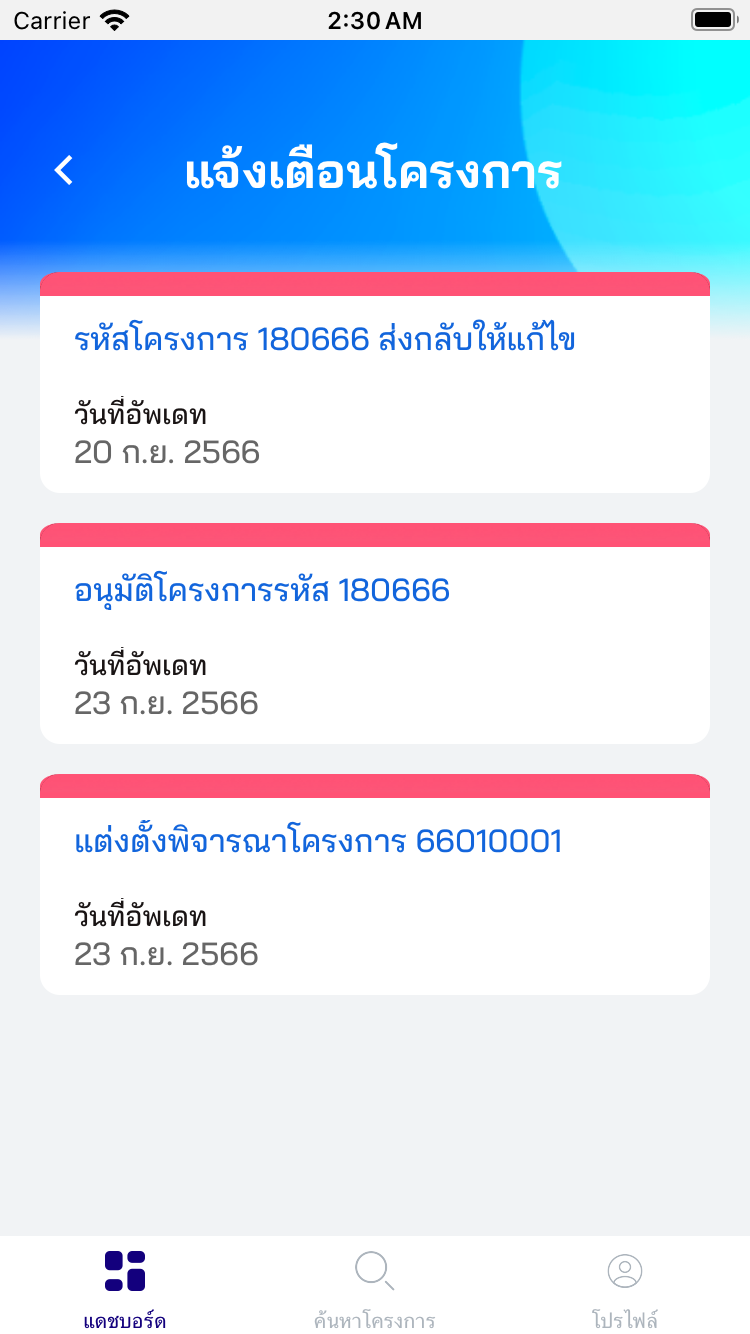 Carrier
2:30 AM
แจ้งเตือนโครงการ
รหัสโครงการ 180666 ส่งกลับให้แก้ไข
วันที่อัพเดท
20 ก.ย. 2566
อนุมัติโครงการรหัส 180666
วันที่อัพเดท
23 ก.ย. 2566
แต่งตั้งพิจารณาโครงการ 66010001
วันที่อัพเดท
23 ก.ย. 2566
แดชบอร์ด
ค้นหาโครงการ
โปรไฟล์